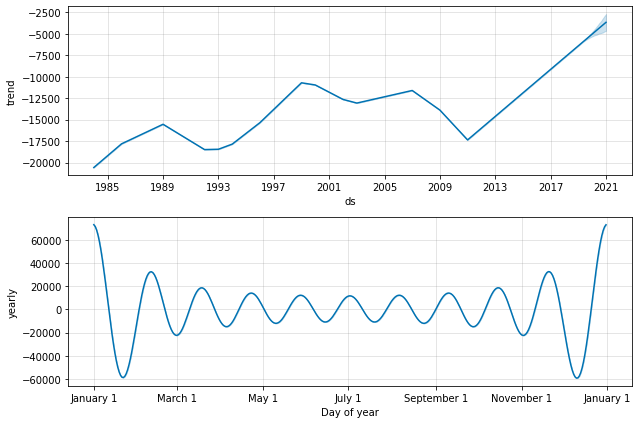 −2500
−5000
−7500
−10000
−12500
−15000
−17500
−20000
trend
1985 1989 1993 1997 2001 2005 2009 2013 2017 2021
ds
60000
40000
20000
0
−20000
−40000
−60000
yearly
January 1 March 1 May 1 July 1 September 1 November 1 January 1
Day of year